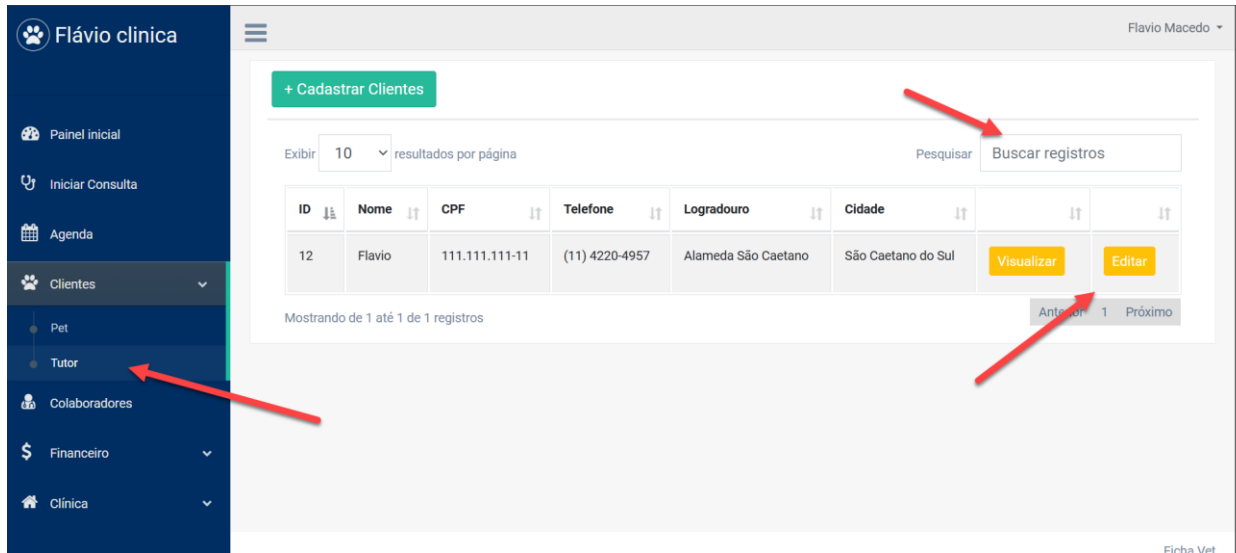 Flávio clinica
Flavio Macedo
+ Cadastrar Clientes
Painel inicial
Iniciar Consulta
Agenda
Clientes
Pet
Tutor
Colaboradores
Financeiro
Clínica
Exibir 10 resultados por página
Pesquisar Buscar registros
ID Nome CPF Telefone Logradouro Cidade
12 Flavio 111.111.111-11 (11) 4220-4957 Alameda São Caetano São Caetano do Sul Visualizar Editar
Mostrando de 1 até 1 de 1 registros
Anterior 1 Próximo
Ficha Vet